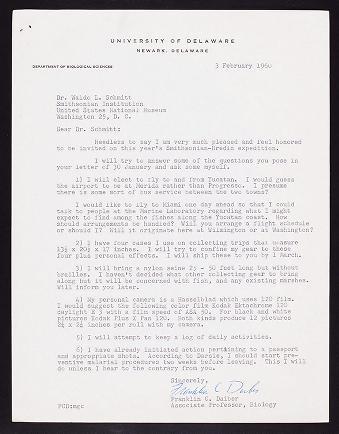 UNIVERSITY OF DELAWARE
NEWARK, DELAWARE
DEPARTMENT OF BIOLOGICAL SCIENCES
3 February 1960
Dr. Waldo L. Schmitt
Smithsonian Institution
United States National Museum
Washington 25, D. C.
Dear Dr. Schmitt:
Needless to say I am very much pleased and feel honored
to be invited on this year's Smithsonian-Bredin expedition.
I will try to answer some of the questions you pose in
your letter of 30 January and ask some myself.
1) I will elect to fly to and from Yucatan. I would guess
the airport to be at Merida rather than Progreso. I presume
there is some sort of bus service between the two towns?
I would like to fly to Miami one day ahead so that I could
talk to people at the Marine Laboratory regarding what I might
expect to find among the fishes along the Yucatan coast. How
should arrangements be handled? Will you arrange a flight schedule
or should I? Will it originate here at Wilmington or at Washington?
2) I have four cases I use on collecting trips that measure
13½ x 20½ x 17 inches. I will try to confine my gear to these
four plus personal effects. I will ship these to you by 1 March.
3) I will bring a nylon seine 25 - 50 feet long but without
brailles. I haven't decided what other collecting gear to bring
along but it will be concerned with fish, and any existing marshes.
Will inform you later.
4) My personal camera is a Hasselblad which uses 120 film.
I would suggest the following color film Kodak Ektachrome 120
daylight E 3 with a film speed of ASA 50. For black and white
pictures Kodak Plus X Pan 120. Both kinds produce 12 pictures
2¼ x 2¼ inches per roll with my camera.
5) I will attempt to keep a log of daily activities.
6) I have already initiated action pertaining to a passport
and appropriate shots. According to Darsie, I should start pre-
ventive malarial procedures two weeks before leaving. This I will
do unless I hear to the contrary from you.
Sincerely,
Franklin C. Daiber
Franklin C. Daiber
Associate Professor, Biology
FCD:mgc